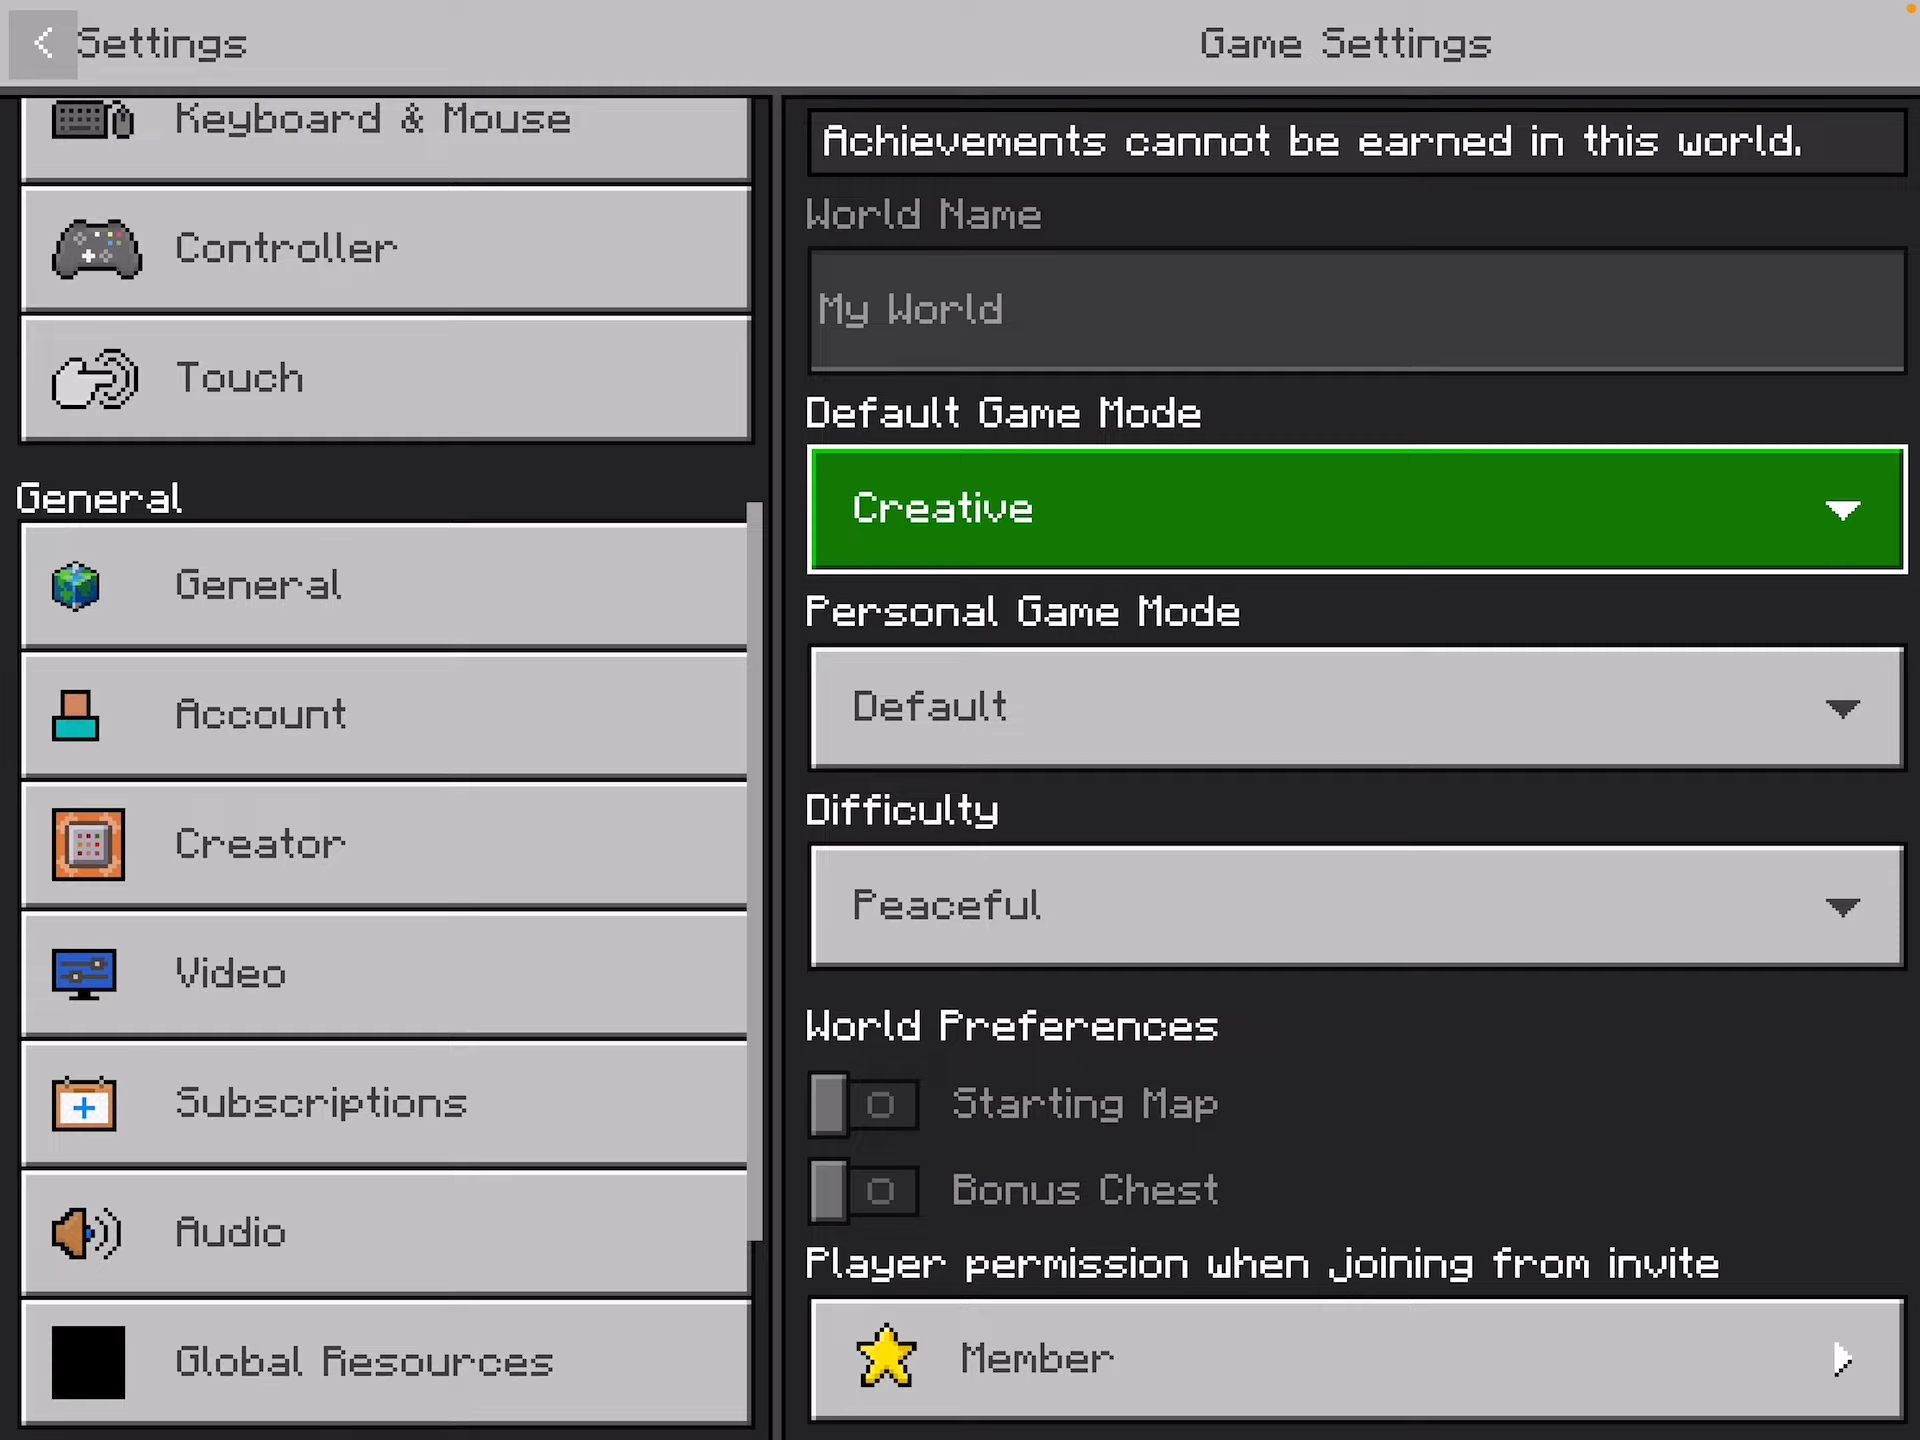 Settings
Game Settings
Keyboard & Mouse
Controller
Touch
General
General
Account
Creator
Video
Subscriptions
Audio
Global Resources
Achievements cannot be earned in this world.
World Name
My World
Default Game Mode
Creative
Personal Game Mode
Default
Difficulty
Peaceful
World Preferences
Starting Map
Bonus Chest
Player permission when joining from invite
Member